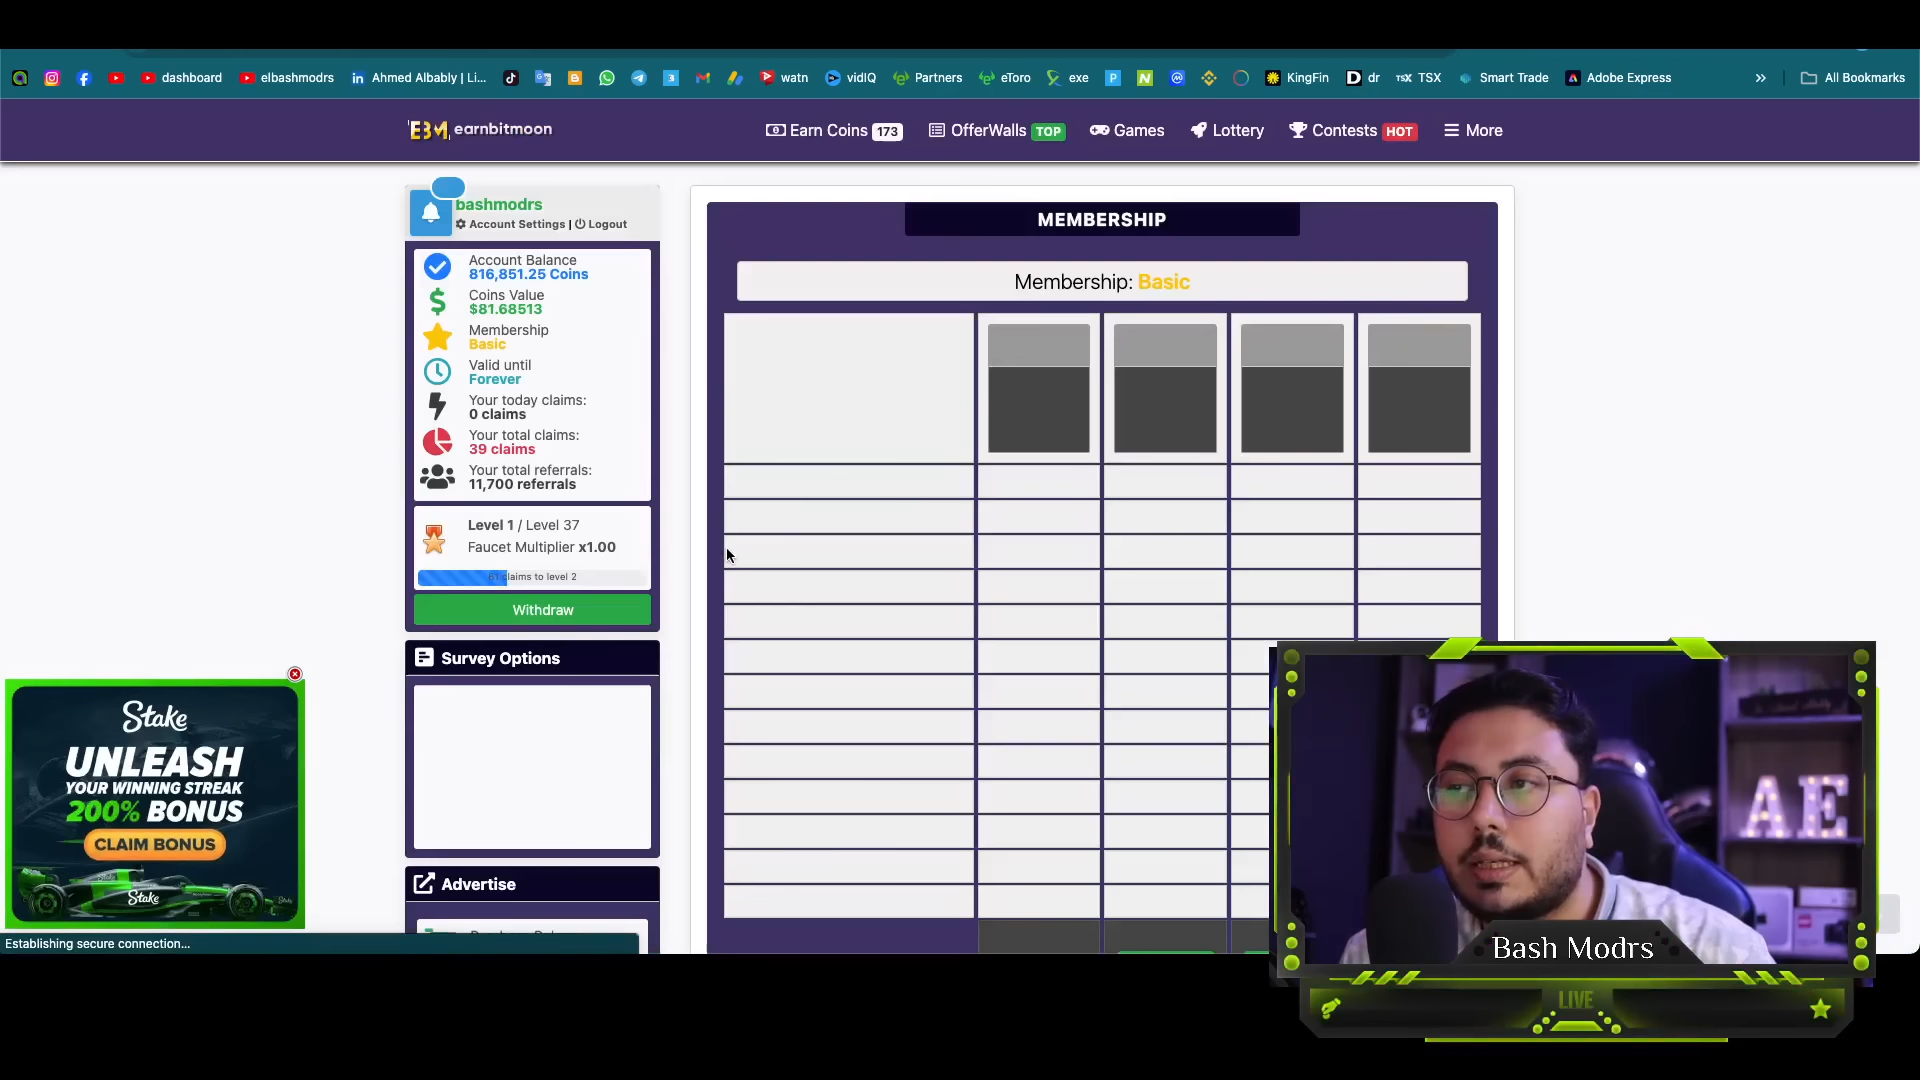 dashboard
elbashmodrs
Ahmed Albably | Li...
watn
vidIQ
Partners
eToro
exe
KingFin
dr
TSX TSX
Smart Trade
Adobe Express
All Bookmarks
EBM earnbitmoon
Earn Coins 173
OfferWalls TOP
Games
Lottery
Contests HOT
More
bashmodrs
Account Settings | Logout
Account Balance
816,851.25 Coins
Coins Value
$81.68513
Membership
Basic
Valid until
Forever
Your today claims:
0 claims
Your total claims:
39 claims
Your total referrals:
11,700 referrals
Level 1 / Level 37
Faucet Multiplier x1.00
61 claims to level 2
Withdraw
Survey Options
Advertise
MEMBERSHIP
Membership: Basic
Stake
UNLEASH
YOUR WINNING STREAK
200% BONUS
CLAIM BONUS
Stake
Establishing secure connection...
AE
Bash Modrs
LIVE